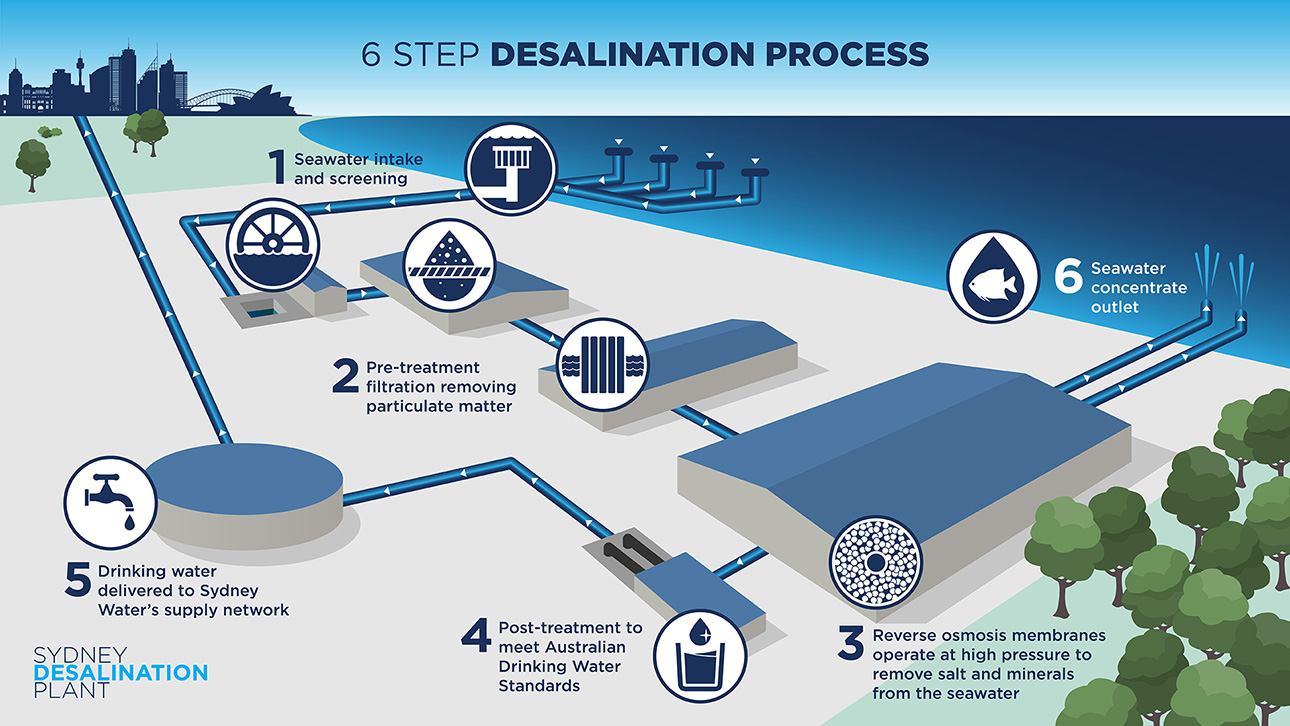 6 STEP DESALINATION PROCESS
1 Seawater intake
and screening
2 Pre-treatment
filtration removing
particulate matter
3 Reverse osmosis membranes
operate at high pressure to
remove salt and minerals
from the seawater
4 Post-treatment to
meet Australian
Drinking Water
Standards
5 Drinking water
delivered to Sydney
Water's supply network
6 Seawater
concentrate
outlet
SYDNEY
DESALINATION
PLANT